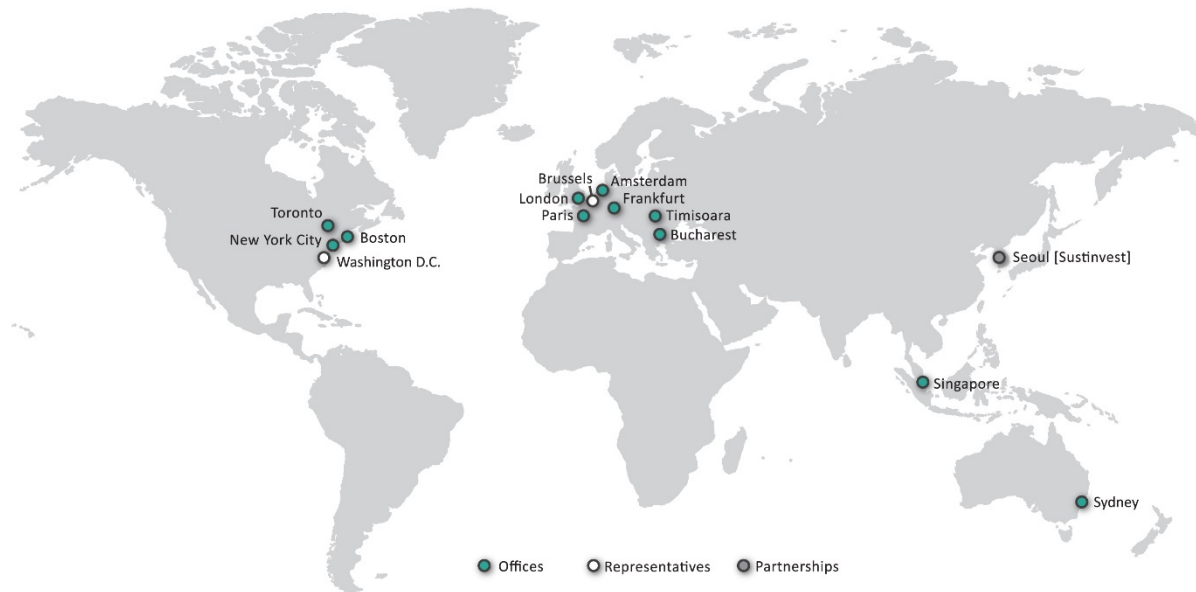 Brussels
Amsterdam
London
Frankfurt
Paris
Timisoara
Bucharest
Toronto
Boston
New York City
Washington D.C.
Seoul [Sustinvest]
Singapore
Sydney
Offices
Representatives
Partnerships